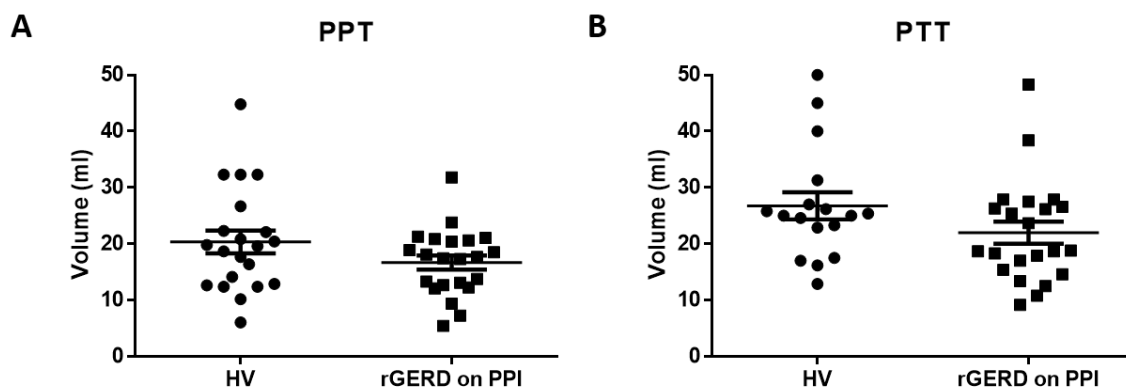 A
PPT
Volume (ml)
50
40
30
20
10
0
HV
rGERD on PPI
B
PTT
Volume (ml)
50
40
30
20
10
0
HV
rGERD on PPI